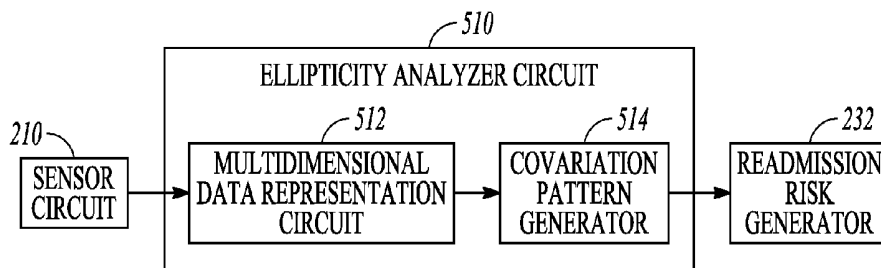 510
ELLIPTICITY ANALYZER CIRCUIT
210
SENSOR
CIRCUIT
512
MULTIDIMENSIONAL
DATA REPRESENTATION
CIRCUIT
514
COVARIATION
PATTERN
GENERATOR
232
READMISSION
RISK
GENERATOR